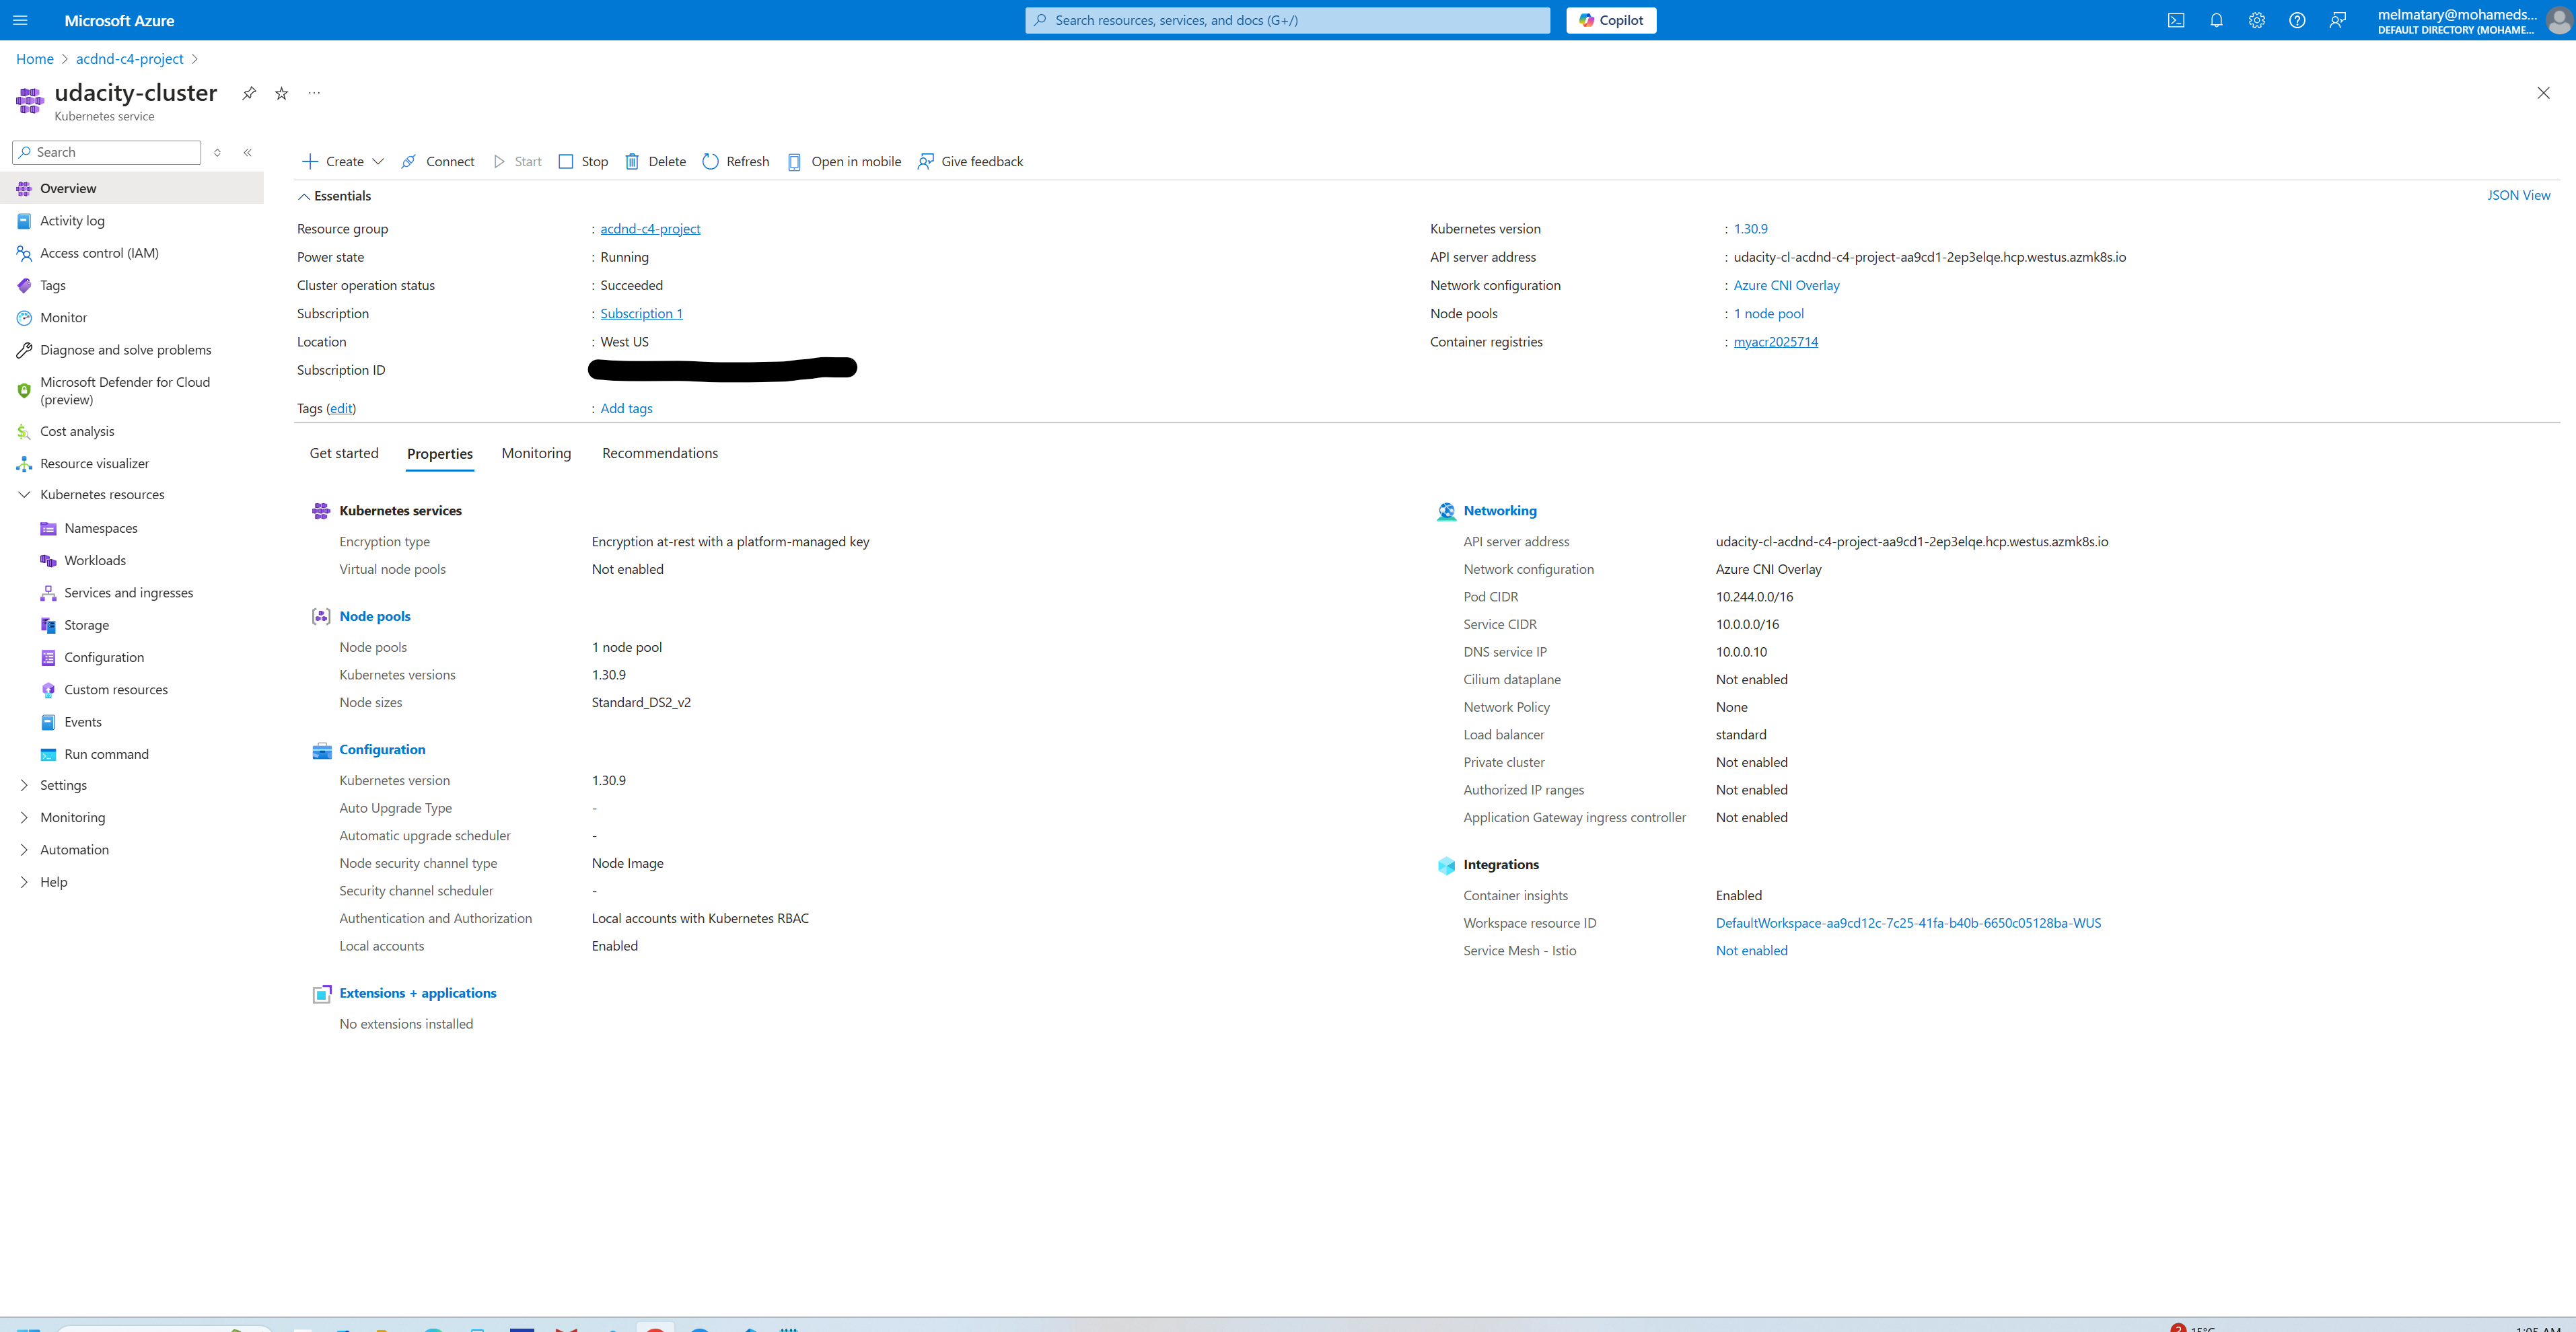 Microsoft Azure
Search resources, services, and docs (G+/)
Copilot
melmatary@mohameds...
DEFAULT DIRECTORY (MOHAME...
Home > acdnd-c4-project >
udacity-cluster
Kubernetes service
Search
Overview
Activity log
Access control (IAM)
Tags
Monitor
Diagnose and solve problems
Microsoft Defender for Cloud
(preview)
Cost analysis
Resource visualizer
Kubernetes resources
Namespaces
Workloads
Services and ingresses
Storage
Configuration
Custom resources
Events
Run command
Settings
Monitoring
Automation
Help
Create Connect Start Stop Delete Refresh Open in mobile Give feedback
Essentials
JSON View
Resource group : acdnd-c4-project
Power state : Running
Cluster operation status : Succeeded
Subscription : Subscription 1
Location : West US
Subscription ID
Tags (edit) : Add tags
Kubernetes version : 1.30.9
API server address : udacity-cl-acdnd-c4-project-aa9cd1-2ep3elqe.hcp.westus.azmk8s.io
Network configuration : Azure CNI Overlay
Node pools : 1 node pool
Container registries : myacr2025714
Get started Properties Monitoring Recommendations
Kubernetes services
Encryption type Encryption at-rest with a platform-managed key
Virtual node pools Not enabled
Node pools
Node pools 1 node pool
Kubernetes versions 1.30.9
Node sizes Standard_DS2_v2
Configuration
Kubernetes version 1.30.9
Auto Upgrade Type -
Automatic upgrade scheduler -
Node security channel type Node Image
Security channel scheduler -
Authentication and Authorization Local accounts with Kubernetes RBAC
Local accounts Enabled
Extensions + applications
No extensions installed
Networking
API server address udacity-cl-acdnd-c4-project-aa9cd1-2ep3elqe.hcp.westus.azmk8s.io
Network configuration Azure CNI Overlay
Pod CIDR 10.244.0.0/16
Service CIDR 10.0.0.0/16
DNS service IP 10.0.0.10
Cilium dataplane Not enabled
Network Policy None
Load balancer standard
Private cluster Not enabled
Authorized IP ranges Not enabled
Application Gateway ingress controller Not enabled
Integrations
Container insights Enabled
Workspace resource ID DefaultWorkspace-aa9cd12c-7c25-41fa-b40b-6650c05128ba-WUS
Service Mesh - Istio Not enabled
2 15°C
1:05 AM